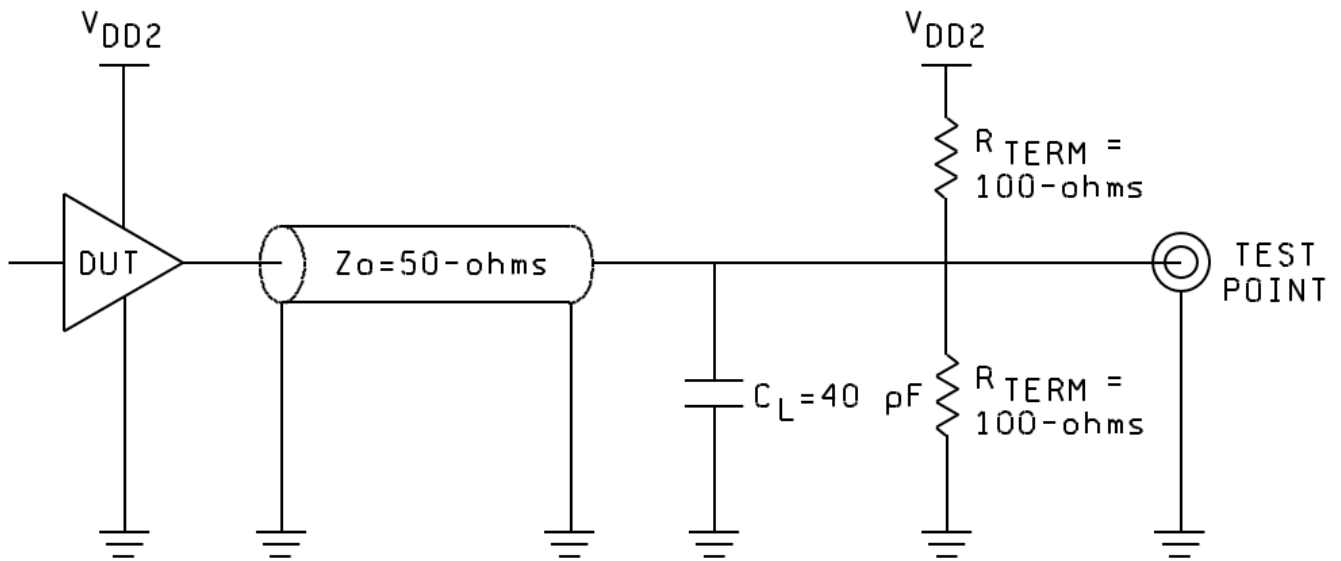 VDD2
VDD2
RTERM =
100-ohms
DUT
Zo=50-ohms
TEST
POINT
CL=40 pF
RTERM =
100-ohms